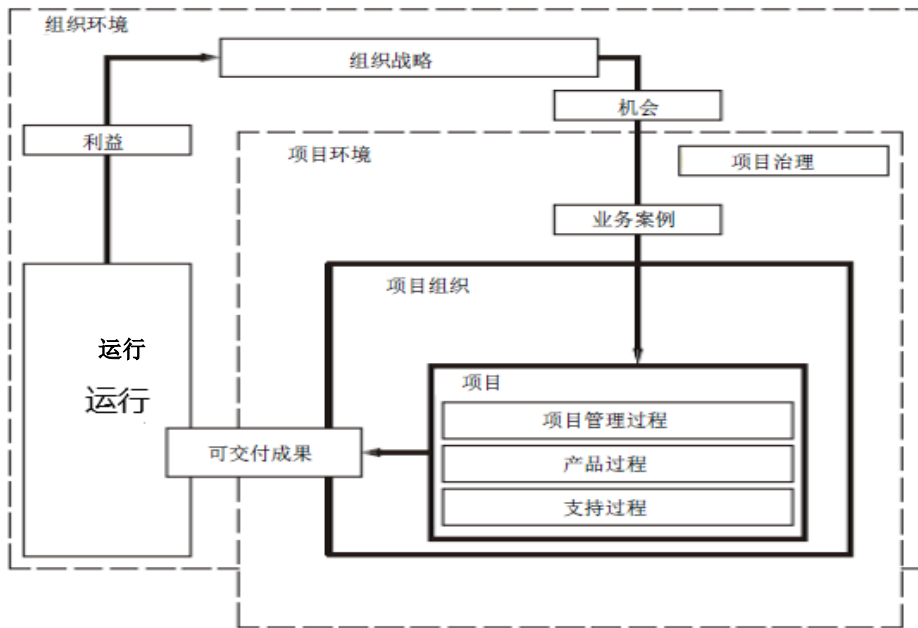 组织环境
组织战略
机会
利益
项目环境
项目治理
业务案例
项目组织
运行
运行
项目
项目管理过程
可交付成果
产品过程
支持过程